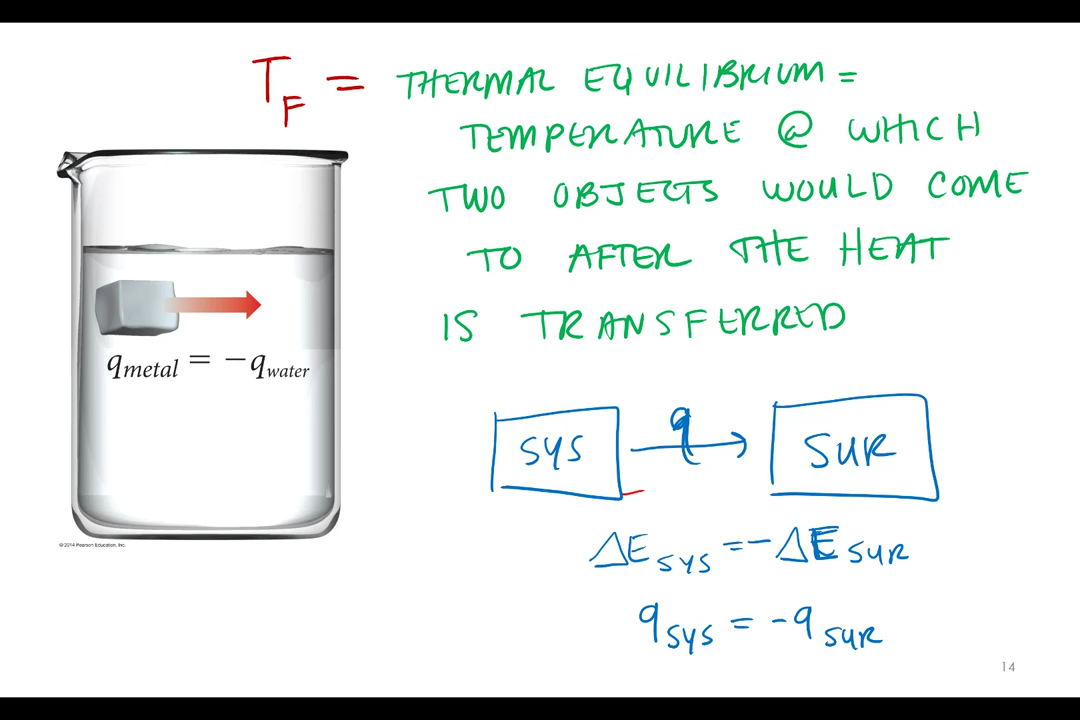 T_F = THERMAL EQUILIBRIUM =
TEMPERATURE @ WHICH
TWO OBJECTS WOULD COME
TO AFTER THE HEAT
IS TRANSFERRED
q_metal = −q_water
SYS q SUR
ΔE_SYS = −ΔE_SUR
q_SYS = −q_SUR
© 2014 Pearson Education, Inc.
14